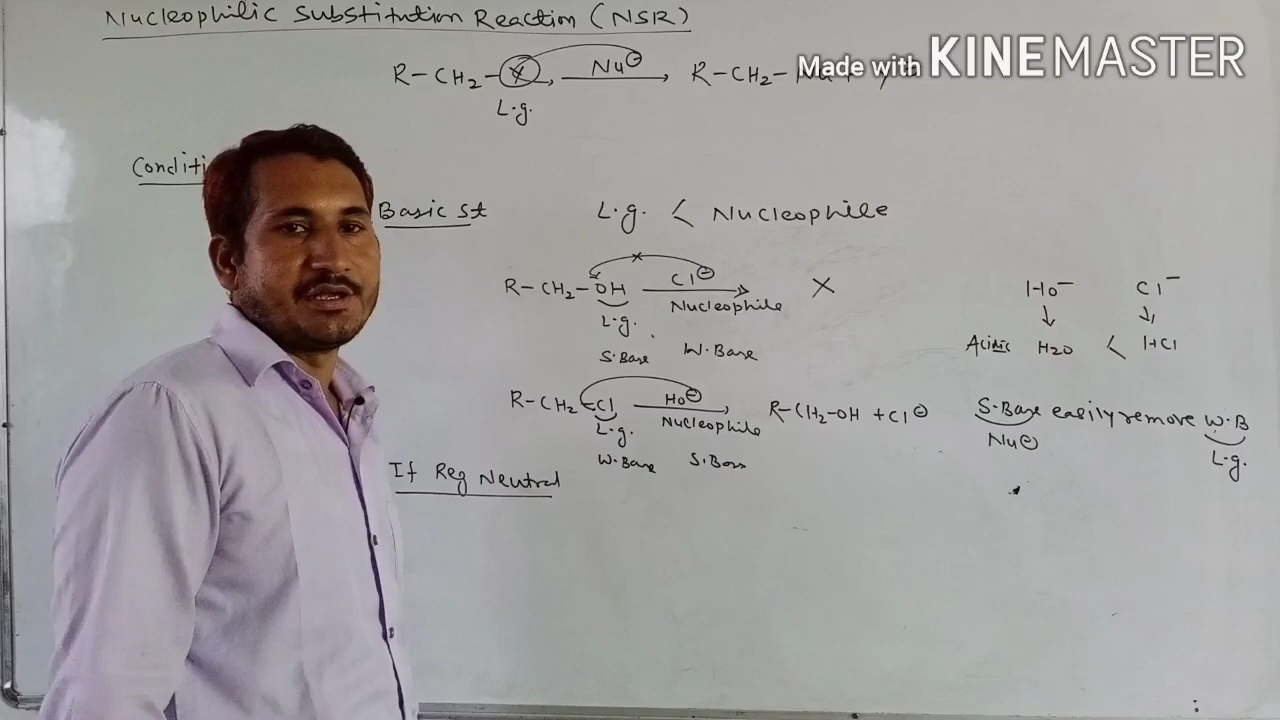 Nucleophilic Substitution Reaction (NSR)
Made with KINEMASTER
R-CH2-X → Nu⊖ R-CH2-
L.g.
Conditi
Basic St L.g. < Nucleophile
R-CH2-OH Cl⊖ → X
Nucleophile
L.g.
S.Base W.Base
HO⁻ Cl⁻
↓ ↓
Acidic H2O < HCl
R-CH2-Cl HO⊖ → R-CH2-OH + Cl⊖
Nucleophile
L.g.
W.Base S.Bass
S.Base easily remove W.B
Nu⊖ L.g.
If Reg Neutral